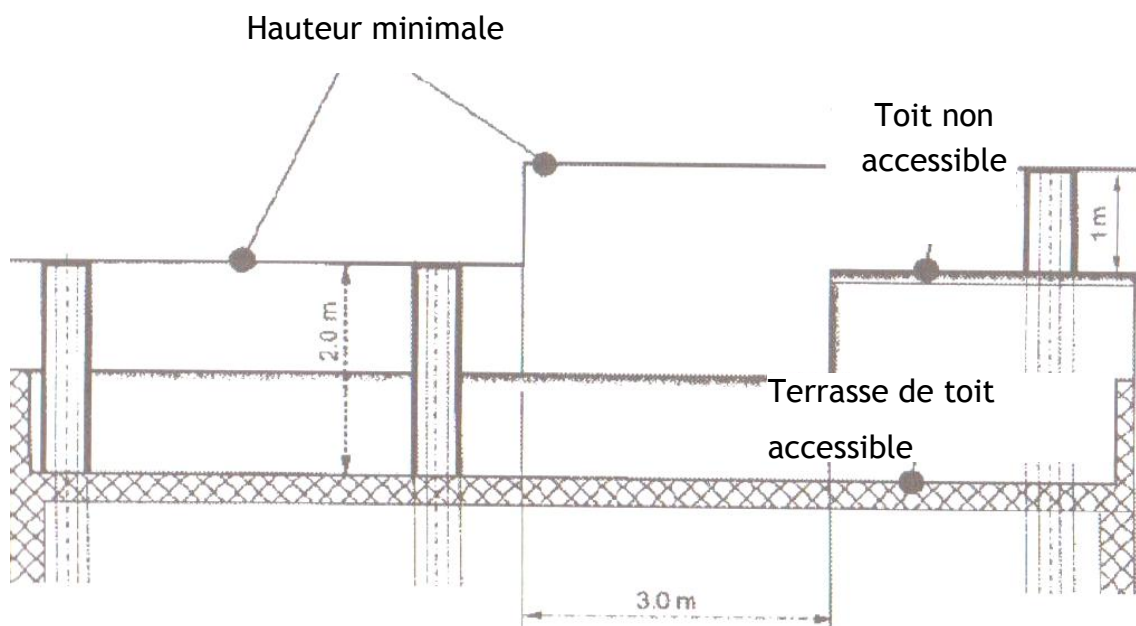 Hauteur minimale
Toit non
accessible
1 m
2.0 m
Terrasse de toit
accessible
3.0 m